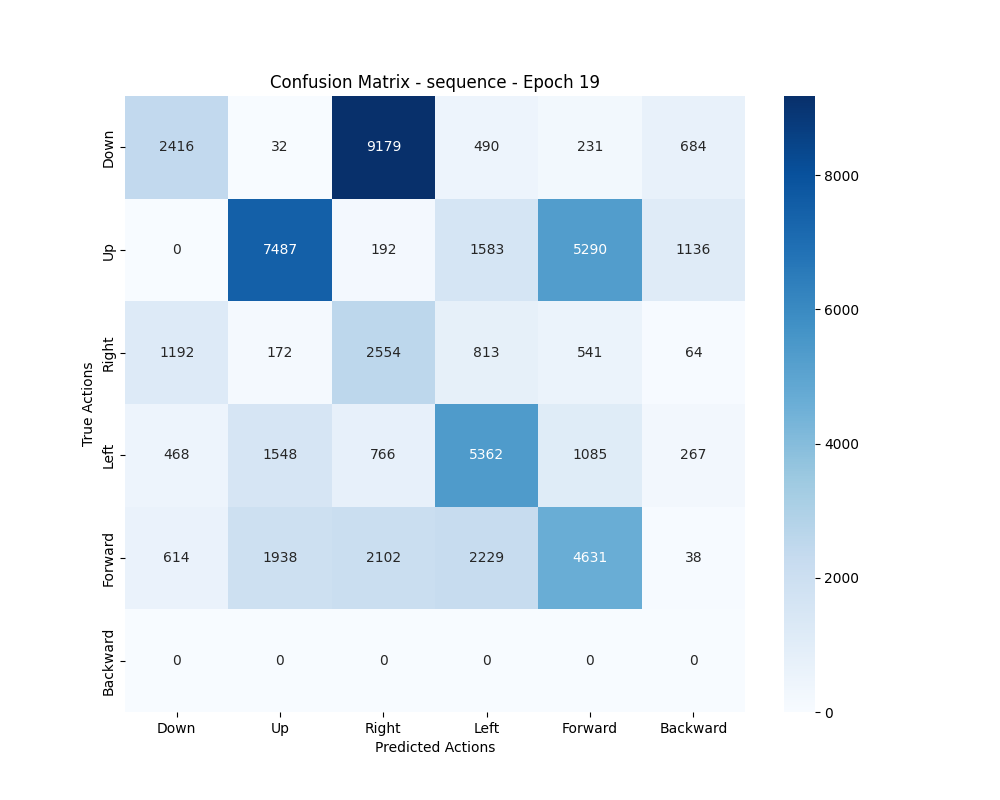 Confusion Matrix - sequence - Epoch 19
Down 2416 32 9179 490 231 684
Up 0 7487 192 1583 5290 1136
Right 1192 172 2554 813 541 64
Left 468 1548 766 5362 1085 267
Forward 614 1938 2102 2229 4631 38
Backward 0 0 0 0 0 0
Down Up Right Left Forward Backward
Predicted Actions
True Actions
8000
6000
4000
2000
0